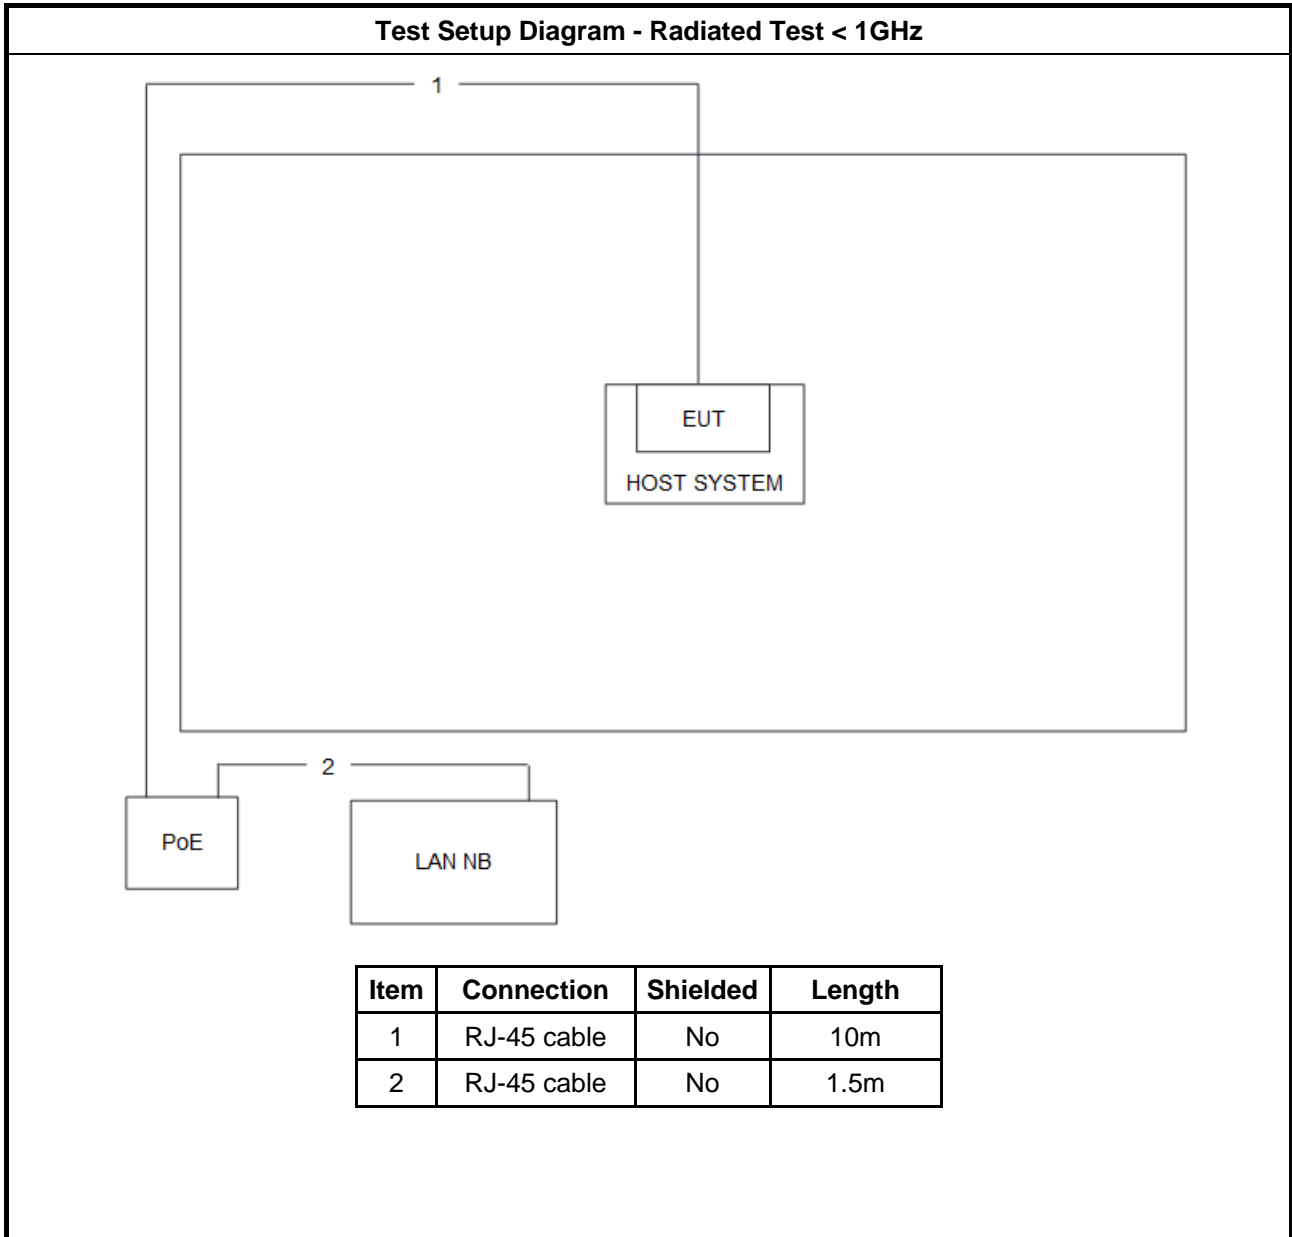 Test Setup Diagram - Radiated Test < 1GHz
1
EUT
HOST SYSTEM
2
PoE
LAN NB
Item Connection Shielded Length
1 RJ-45 cable No 10m
2 RJ-45 cable No 1.5m